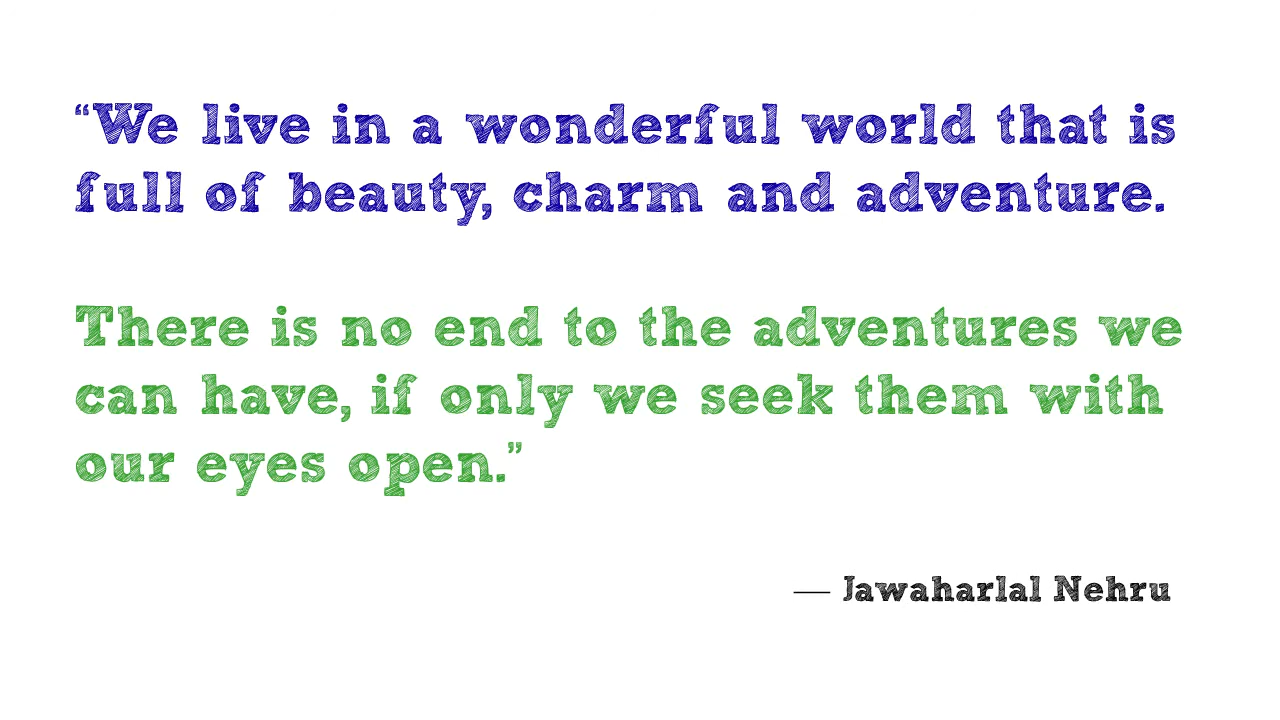 “We live in a wonderful world that is
full of beauty, charm and adventure.
There is no end to the adventures we
can have, if only we seek them with
our eyes open.”
— Jawaharlal Nehru